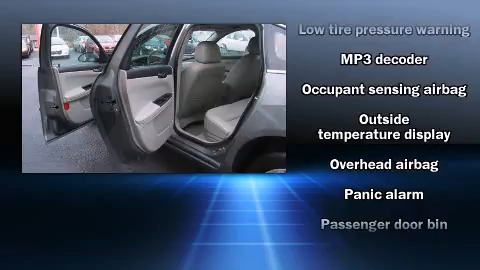 Low tire pressure warning
MP3 decoder
Occupant sensing airbag
Outside
temperature display
Overhead airbag
Panic alarm
Passenger door bin